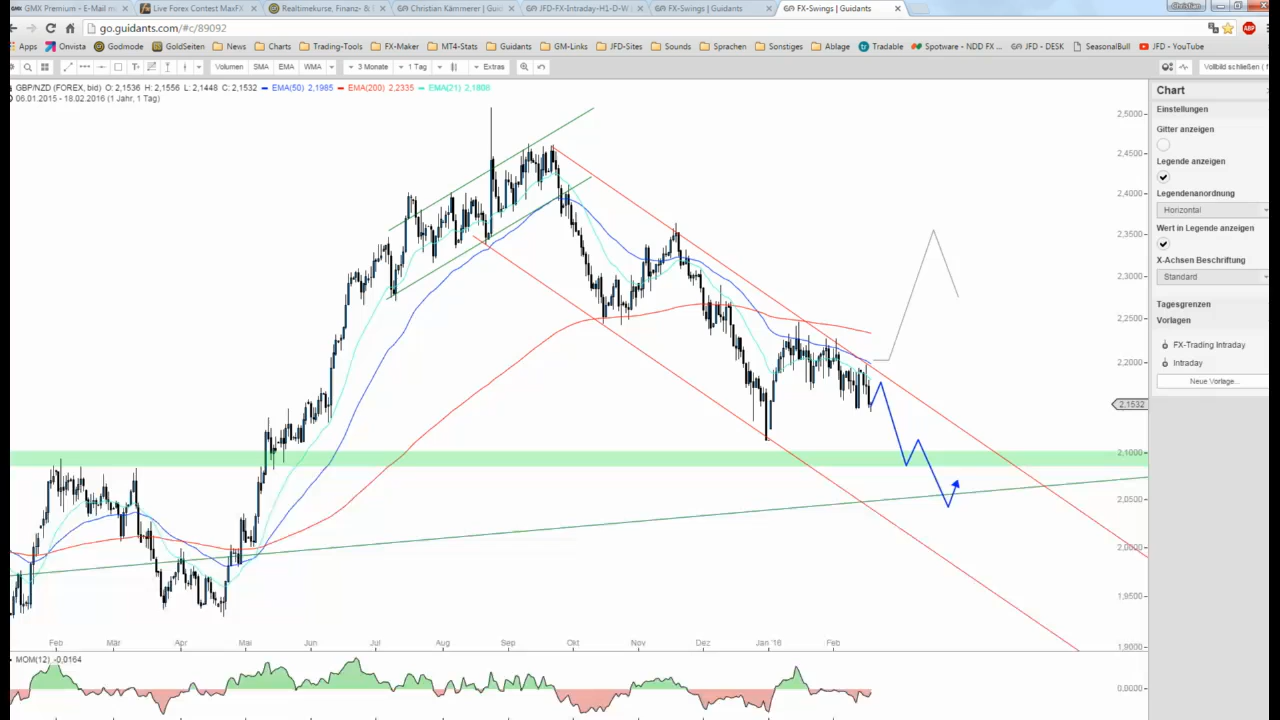 GMX Premium - E-Mail m
Live Forex Contest MaxFX
Realtimekurse, Finanz- & B
Christian Kämmerer | Guid
JFD-FX-Intraday-H1-D-W
FX-Swings | Guidants
FX-Swings | Guidants
Christian
go.guidants.com/#c/89092
Apps Onvista Godmode GoldSeiten News Charts Trading-Tools FX-Maker MT4-Stats Guidants GM-Links JFD-Sites Sounds Sprachen Sonstiges Ablage Tradable Spotware - NDD FX ... JFD - DESK SeasonalBull JFD - YouTube
Volumen SMA EMA WMA 3 Monate 1 Tag Extras Vollbild schließen
GBP/NZD (FOREX, bid) O: 2,1536 H: 2,1556 L: 2,1448 C: 2,1532 EMA(50) 2,1985 EMA(200) 2,2335 EMA(21) 2,1808
06.01.2015 - 18.02.2016 (1 Jahr, 1 Tag)
2,5000
2,4500
2,4000
2,3500
2,3000
2,2500
2,2000
2,1532
2,1000
2,0500
2,0000
1,9500
1,9000
Feb Mär Apr Mai Jun Jul Aug Sep Okt Nov Dez Jan '16 Feb
MOM(12) -0,0164
0,0000
Chart
Einstellungen
Gitter anzeigen
Legende anzeigen
Legendenanordnung
Horizontal
Wert in Legende anzeigen
X-Achsen Beschriftung
Standard
Tagesgrenzen
Vorlagen
FX-Trading Intraday
Intraday
Neue Vorlage...